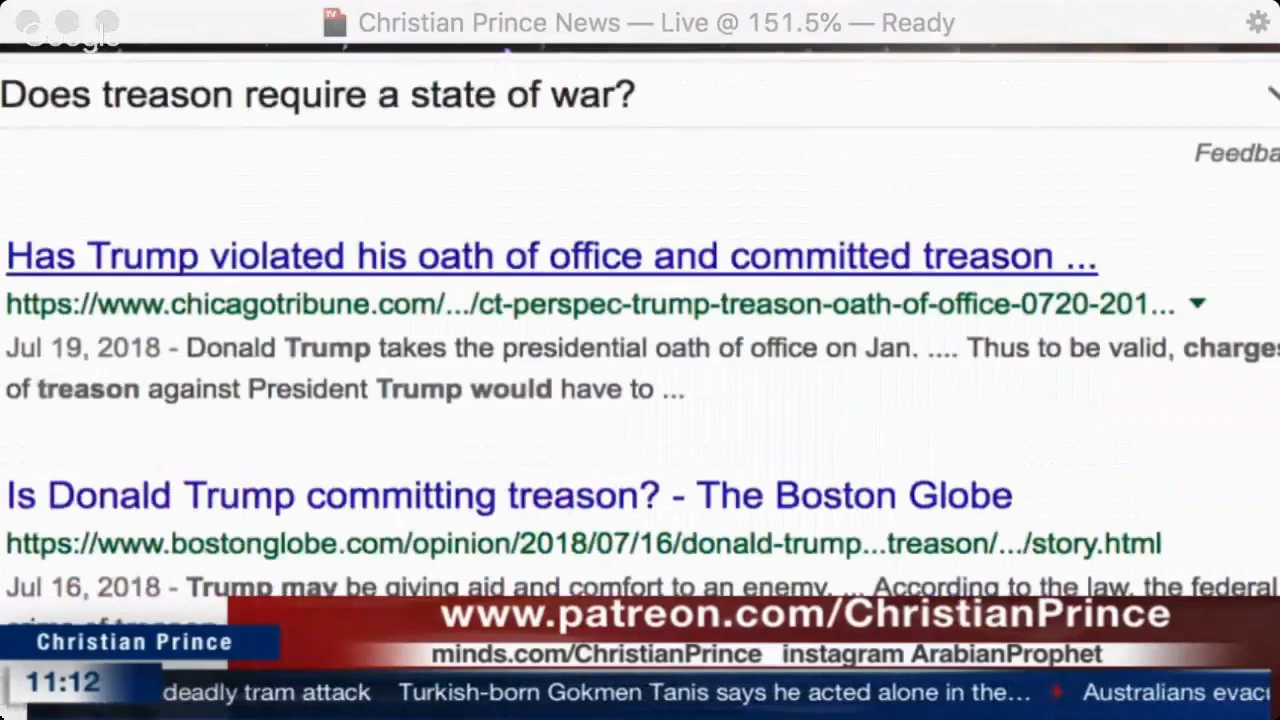 Christian Prince News — Live @ 151.5% — Ready
Google
Does treason require a state of war?
Feedba
Has Trump violated his oath of office and committed treason ...
https://www.chicagotribune.com/.../ct-perspec-trump-treason-oath-of-office-0720-201...
Jul 19, 2018 - Donald Trump takes the presidential oath of office on Jan. .... Thus to be valid, charges
of treason against President Trump would have to ...
Is Donald Trump committing treason? - The Boston Globe
https://www.bostonglobe.com/opinion/2018/07/16/donald-trump...treason/.../story.html
Jul 16, 2018 - Trump may be giving aid and comfort to an enemy. ... According to the law, the federal
www.patreon.com/ChristianPrince
Christian Prince
minds.com/ChristianPrince instagram ArabianProphet
11:12
deadly tram attack Turkish-born Gokmen Tanis says he acted alone in the... Australians evac